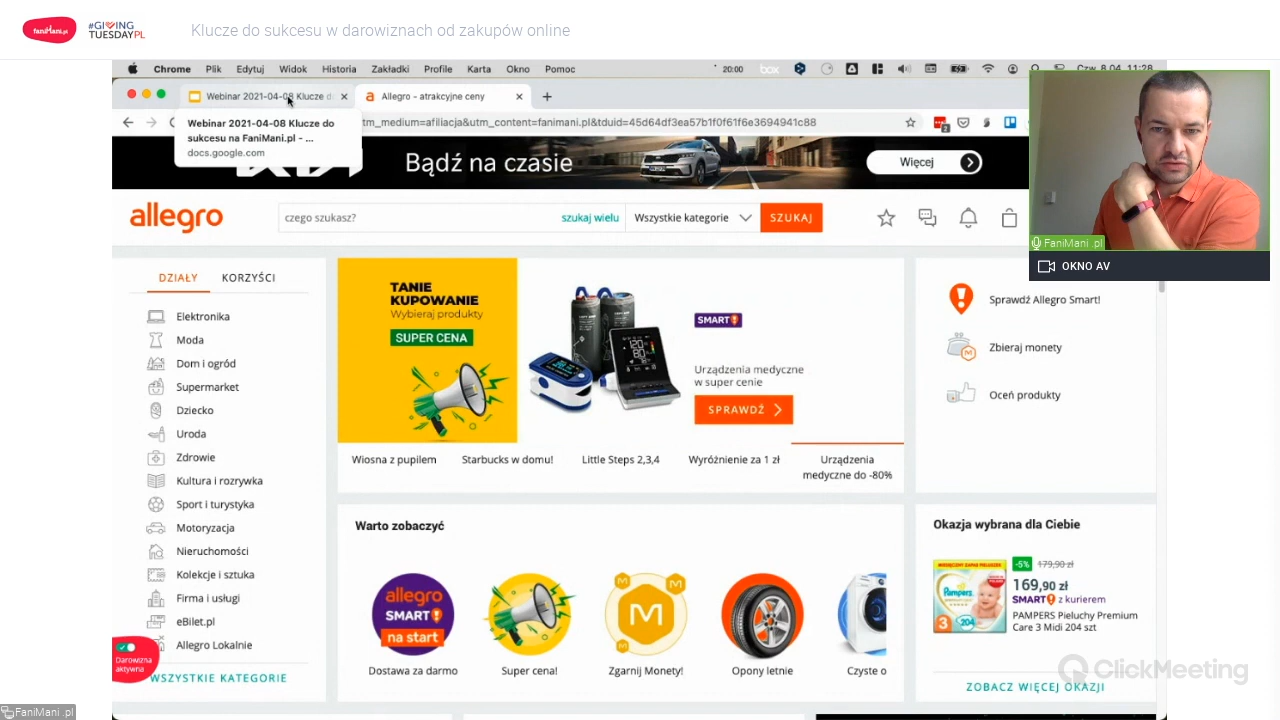 faniMani.pl
#GIVING
TUESDAYPL
Klucze do sukcesu w darowiznach od zakupów online
Chrome Plik Edytuj Widok Historia Zakładki Profile Karta Okno Pomoc
20:00
box
Czw. 8.04 11:28
Webinar 2021-04-08 Klucze d
Allegro – atrakcyjne ceny
Webinar 2021-04-08 Klucze do
sukcesu na FaniMani.pl - ...
docs.google.com
tm_medium=afiliacja&utm_content=fanimani.pl&tduid=45d64df3ea57b1f0f61f6e3694941c88
2
Bądź na czasie
Więcej
allegro
czego szukasz?
szukaj wielu
Wszystkie kategorie
SZUKAJ
FaniMani .pl
OKNO AV
DZIAŁY KORZYŚCI
Elektronika
Moda
Dom i ogród
Supermarket
Dziecko
Uroda
Zdrowie
Kultura i rozrywka
Sport i turystyka
Motoryzacja
Nieruchomości
Kolekcje i sztuka
Firma i usługi
eBilet.pl
Allegro Lokalnie
WSZYSTKIE KATEGORIE
Darowizna
aktywna
TANIE
KUPOWANIE
Wybieraj produkty
SUPER CENA
SMART!
Urządzenia medyczne
w super cenie
SPRAWDŹ
Wiosna z pupilem
Starbucks w domu!
Little Steps 2,3,4
Wyróżnienie za 1 zł
Urządzenia
medyczne do -80%
Sprawdź Allegro Smart!
Zbieraj monety
Oceń produkty
Warto zobaczyć
allegro
SMART!
na start
M
Dostawa za darmo
Super cena!
Zgarnij Monety!
Opony letnie
Czyste o
Okazja wybrana dla Ciebie
Pampers
3
204
-5% 179,90 zł
169,90 zł
SMART! z kurierem
PAMPERS Pieluchy Premium
Care 3 Midi 204 szt
ZOBACZ WIĘCEJ OKAZJI
ClickMeeting
FaniMani .pl